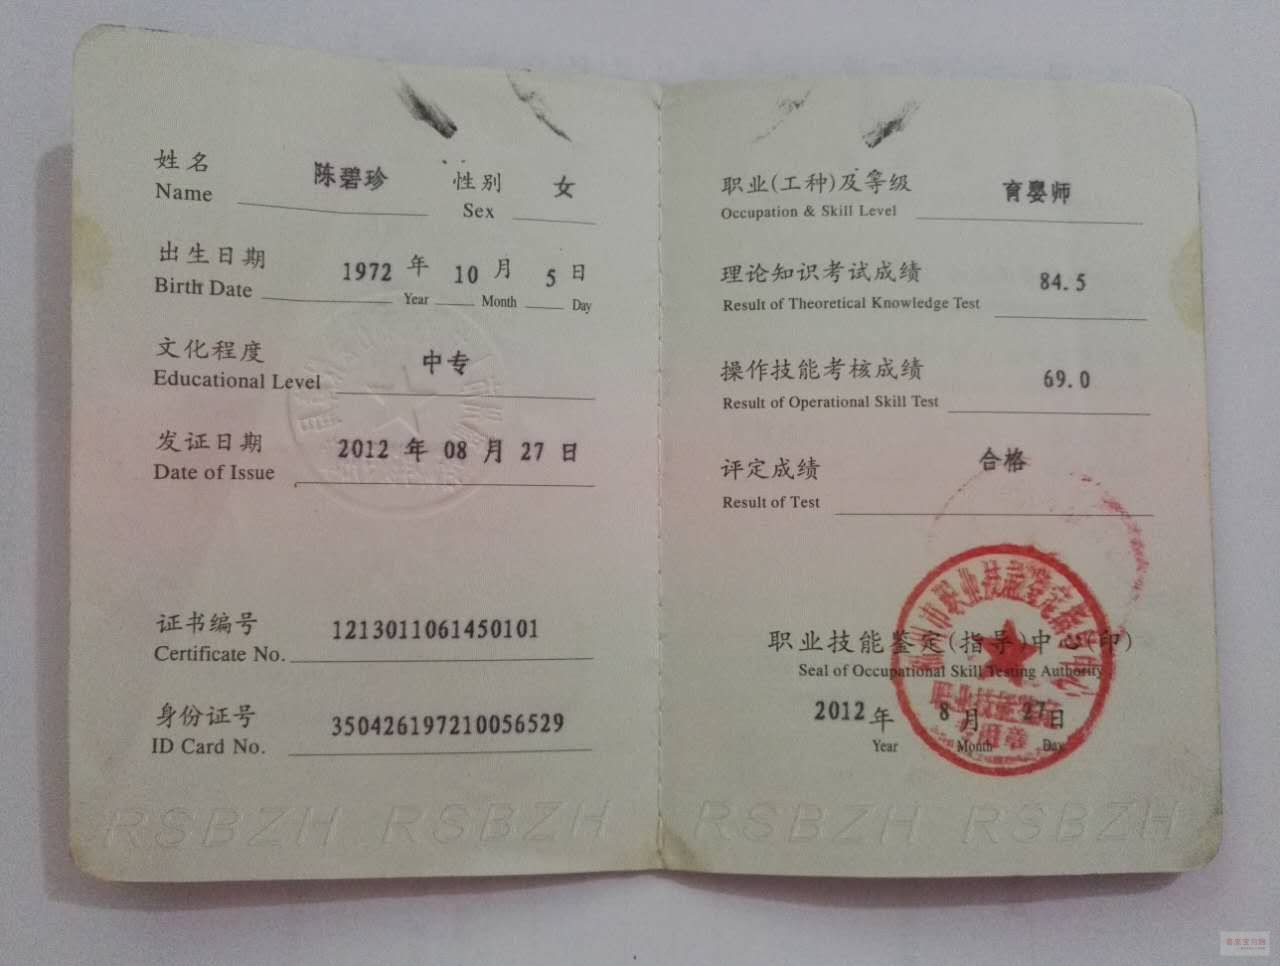 姓名 陈碧珍 性别 女
Name Sex
出生日期 1972 年 10 月 5 日
Birth Date Year Month Day
文化程度 中专
Educational Level
发证日期 2012 年 08 月 27 日
Date of Issue
证书编号 1213011061450101
Certificate No.
身份证号 350426197210056529
ID Card No.
RSBZH RSBZH
职业(工种)及等级 育婴师
Occupation & Skill Level
理论知识考试成绩 84.5
Result of Theoretical Knowledge Test
操作技能考核成绩 69.0
Result of Operational Skill Test
评定成绩 合格
Result of Test
职业技能鉴定(指导)中心(印)
Seal of Occupational Skill Testing Authority
2012 年 8 月 27 日
Year Month Day
RSBZH RSBZH